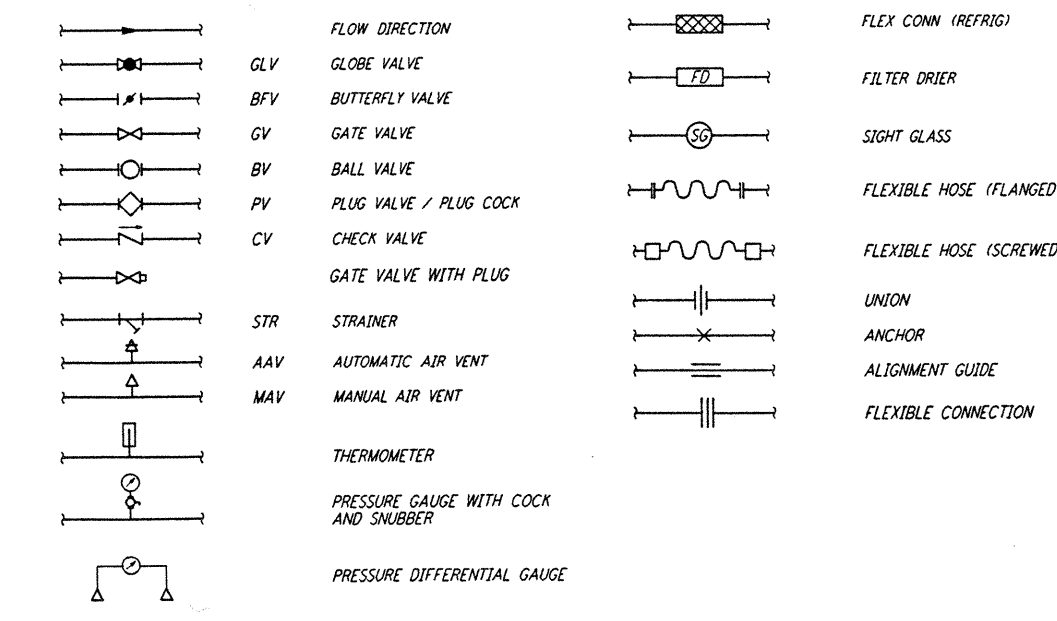 FLOW DIRECTION
GLV GLOBE VALVE
BFV BUTTERFLY VALVE
GV GATE VALVE
BV BALL VALVE
PV PLUG VALVE / PLUG COCK
CV CHECK VALVE
GATE VALVE WITH PLUG
STR STRAINER
AAV AUTOMATIC AIR VENT
MAV MANUAL AIR VENT
THERMOMETER
PRESSURE GAUGE WITH COCK
AND SNUBBER
PRESSURE DIFFERENTIAL GAUGE
FLEX CONN (REFRIG)
FD FILTER DRIER
SG SIGHT GLASS
FLEXIBLE HOSE (FLANGED
FLEXIBLE HOSE (SCREWED
UNION
ANCHOR
ALIGNMENT GUIDE
FLEXIBLE CONNECTION